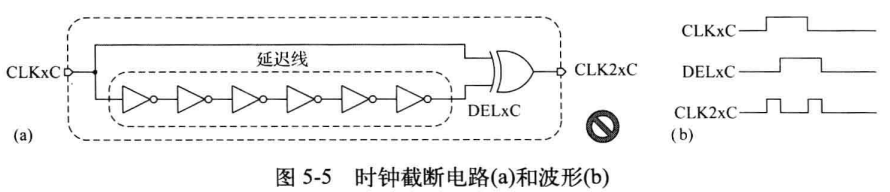 延迟线
CLKxC
CLK2xC
DELxC
(a)
CLKxC
DELxC
CLK2xC
(b)
图 5-5 时钟截断电路(a)和波形(b)